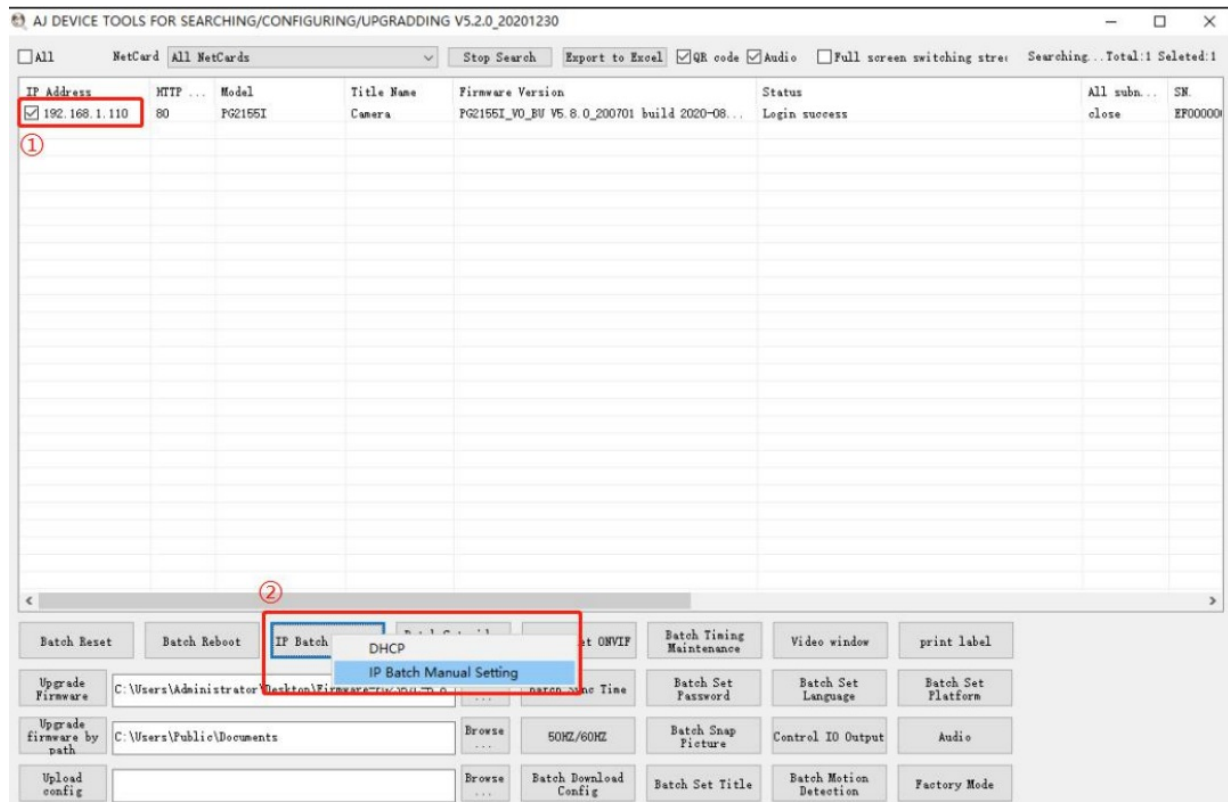 AJ DEVICE TOOLS FOR SEARCHING/CONFIGURING/UPGRADDING V5.2.0_20201230
All NetCard All NetCards Stop Search Export to Excel QR code Audio Full screen switching stre Searching...Total:1 Seleted:1
IP Address HTTP ... Model Title Name Firmware Version Status All subn... SN.
192.168.1.110 80 PG2155I Camera PG2155I_V0_BU V5.8.0_200701 build 2020-08... Login success close EF00000
①
②
Batch Reset Batch Reboot IP Batch ONVIF Batch Timing Maintenance Video window print label
DHCP
IP Batch Manual Setting
Upgrade Firmware C:\Users\Administrator\Desktop\ ... Time Batch Set Password Batch Set Language Batch Set Platform
Upgrade firmware by path C:\Users\Public\Documents Browse ... 50HZ/60HZ Batch Snap Picture Control IO Output Audio
Upload config Browse ... Batch Download Config Batch Set Title Batch Motion Detection Factory Mode